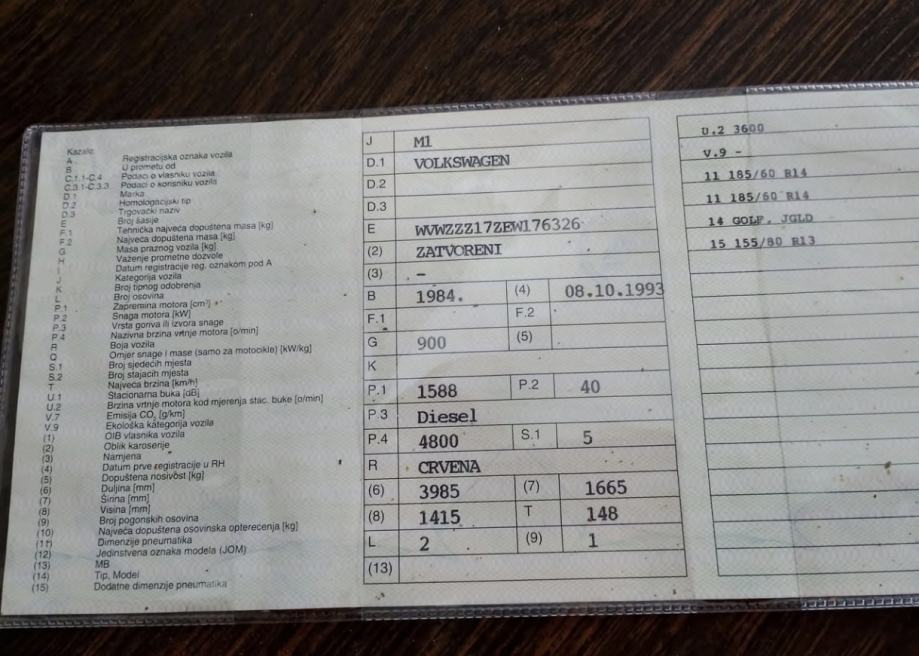 Kazalo:
A Registracijska oznaka vozila
B U prometu od
C.1.1-C.4 Podaci o vlasniku vozila
C.3.1-C.3.3 Podaci o korisniku vozila
D.1 Marka
D.2 Homologacijski tip
D.3 Trgovački naziv
E Broj šasije
F.1 Tehnička najveća dopuštena masa [kg]
F.2 Najveća dopuštena masa [kg]
G Masa praznog vozila [kg]
H Važenje prometne dozvole
I Datum registracije reg. oznakom pod A
J Kategorija vozila
K Broj tipnog odobrenja
L Broj osovina
P.1 Zapremina motora [cm³]
P.2 Snaga motora [kW]
P.3 Vrsta goriva ili izvora snage
P.4 Nazivna brzina vrtnje motora [o/min]
R Boja vozila
Q Omjer snage i mase (samo za motocikle) [kW/kg]
S.1 Broj sjedećih mjesta
S.2 Broj stajaćih mjesta
T Najveća brzina [km/h]
U.1 Stacionarna buka [dB]
U.2 Brzina vrtnje motora kod mjerenja stac. buke [o/min]
V.7 Emisija CO₂ [g/km]
V.9 Ekološka kategorija vozila
(1) OIB vlasnika vozila
(2) Oblik karoserije
(3) Namjena
(4) Datum prve registracije u RH
(5) Dopuštena nosivost [kg]
(6) Duljina [mm]
(7) Širina [mm]
(8) Visina [mm]
(9) Broj pogonskih osovina
(10) Najveća dopuštena osovinska opterećenja [kg]
(11) Dimenzije pneumatika
(12) Jedinstvena oznaka modela (JOM)
(13) MB
(14) Tip, Model
(15) Dodatne dimenzije pneumatika
J M1
D.1 VOLKSWAGEN
D.2
D.3
E WVWZZZ17ZEW176326
(2) ZATVORENI
(3) -
B 1984. (4) 08.10.1993
F.1 F.2
G 900 (5)
K
P.1 1588 P.2 40
P.3 Diesel
P.4 4800 S.1 5
R CRVENA
(6) 3985 (7) 1665
(8) 1415 T 148
L 2 (9) 1
(13)
U.2 3600
V.9 -
11 185/60 R14
11 185/60 R14
14 GOLF, JGLD
15 155/80 R13